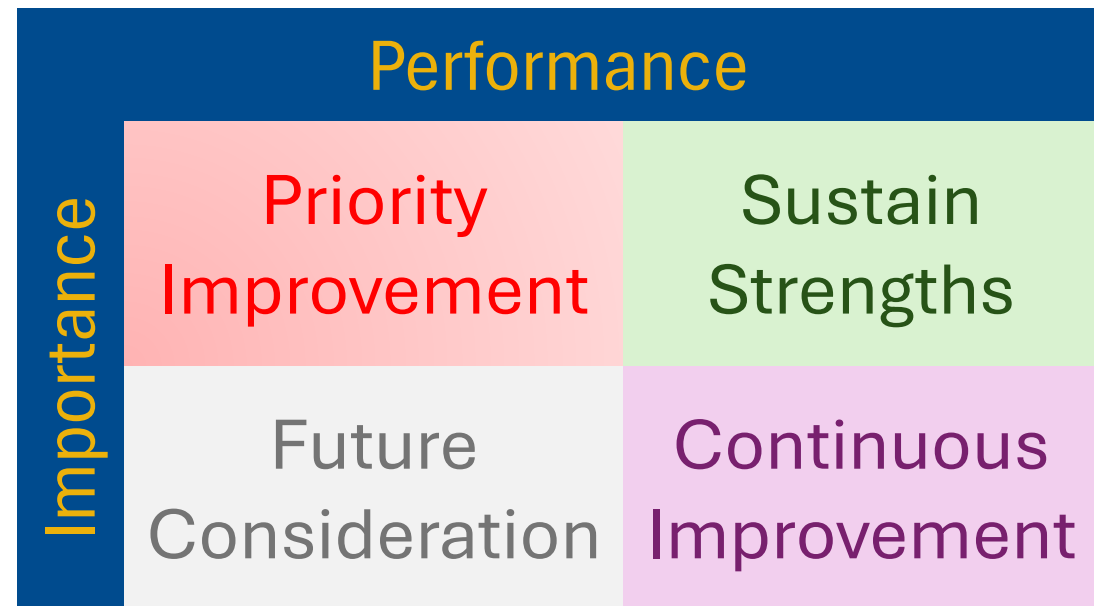 Performance
Importance
Priority
Improvement
Sustain
Strengths
Future
Consideration
Continuous
Improvement